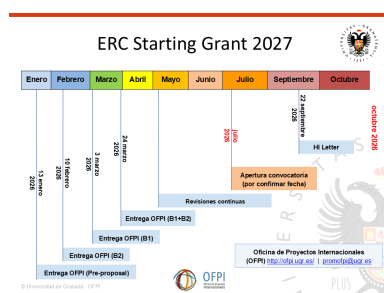 ERC Starting Grant 2027
Enero Febrero Marzo Abril Mayo Junio Julio Septiembre Octubre
13 enero 2026
10 febrero 2026
3 marzo 2026
24 marzo 2026
julio 2026
22 septiembre 2026
octubre 2026
HI Letter
Apertura convocatoria
(por confirmar fecha)
Revisiones continuas
Entrega OFPI (B1+B2)
Entrega OFPI (B1)
Entrega OFPI (B2)
Entrega OFPI (Pre-proposal)
Oficina de Proyectos Internacionales
(OFPI) http://ofpi.ugr.es/ | promofpi@ugr.es
OFPI
© Universidad de Granada - OFPI
PLUS